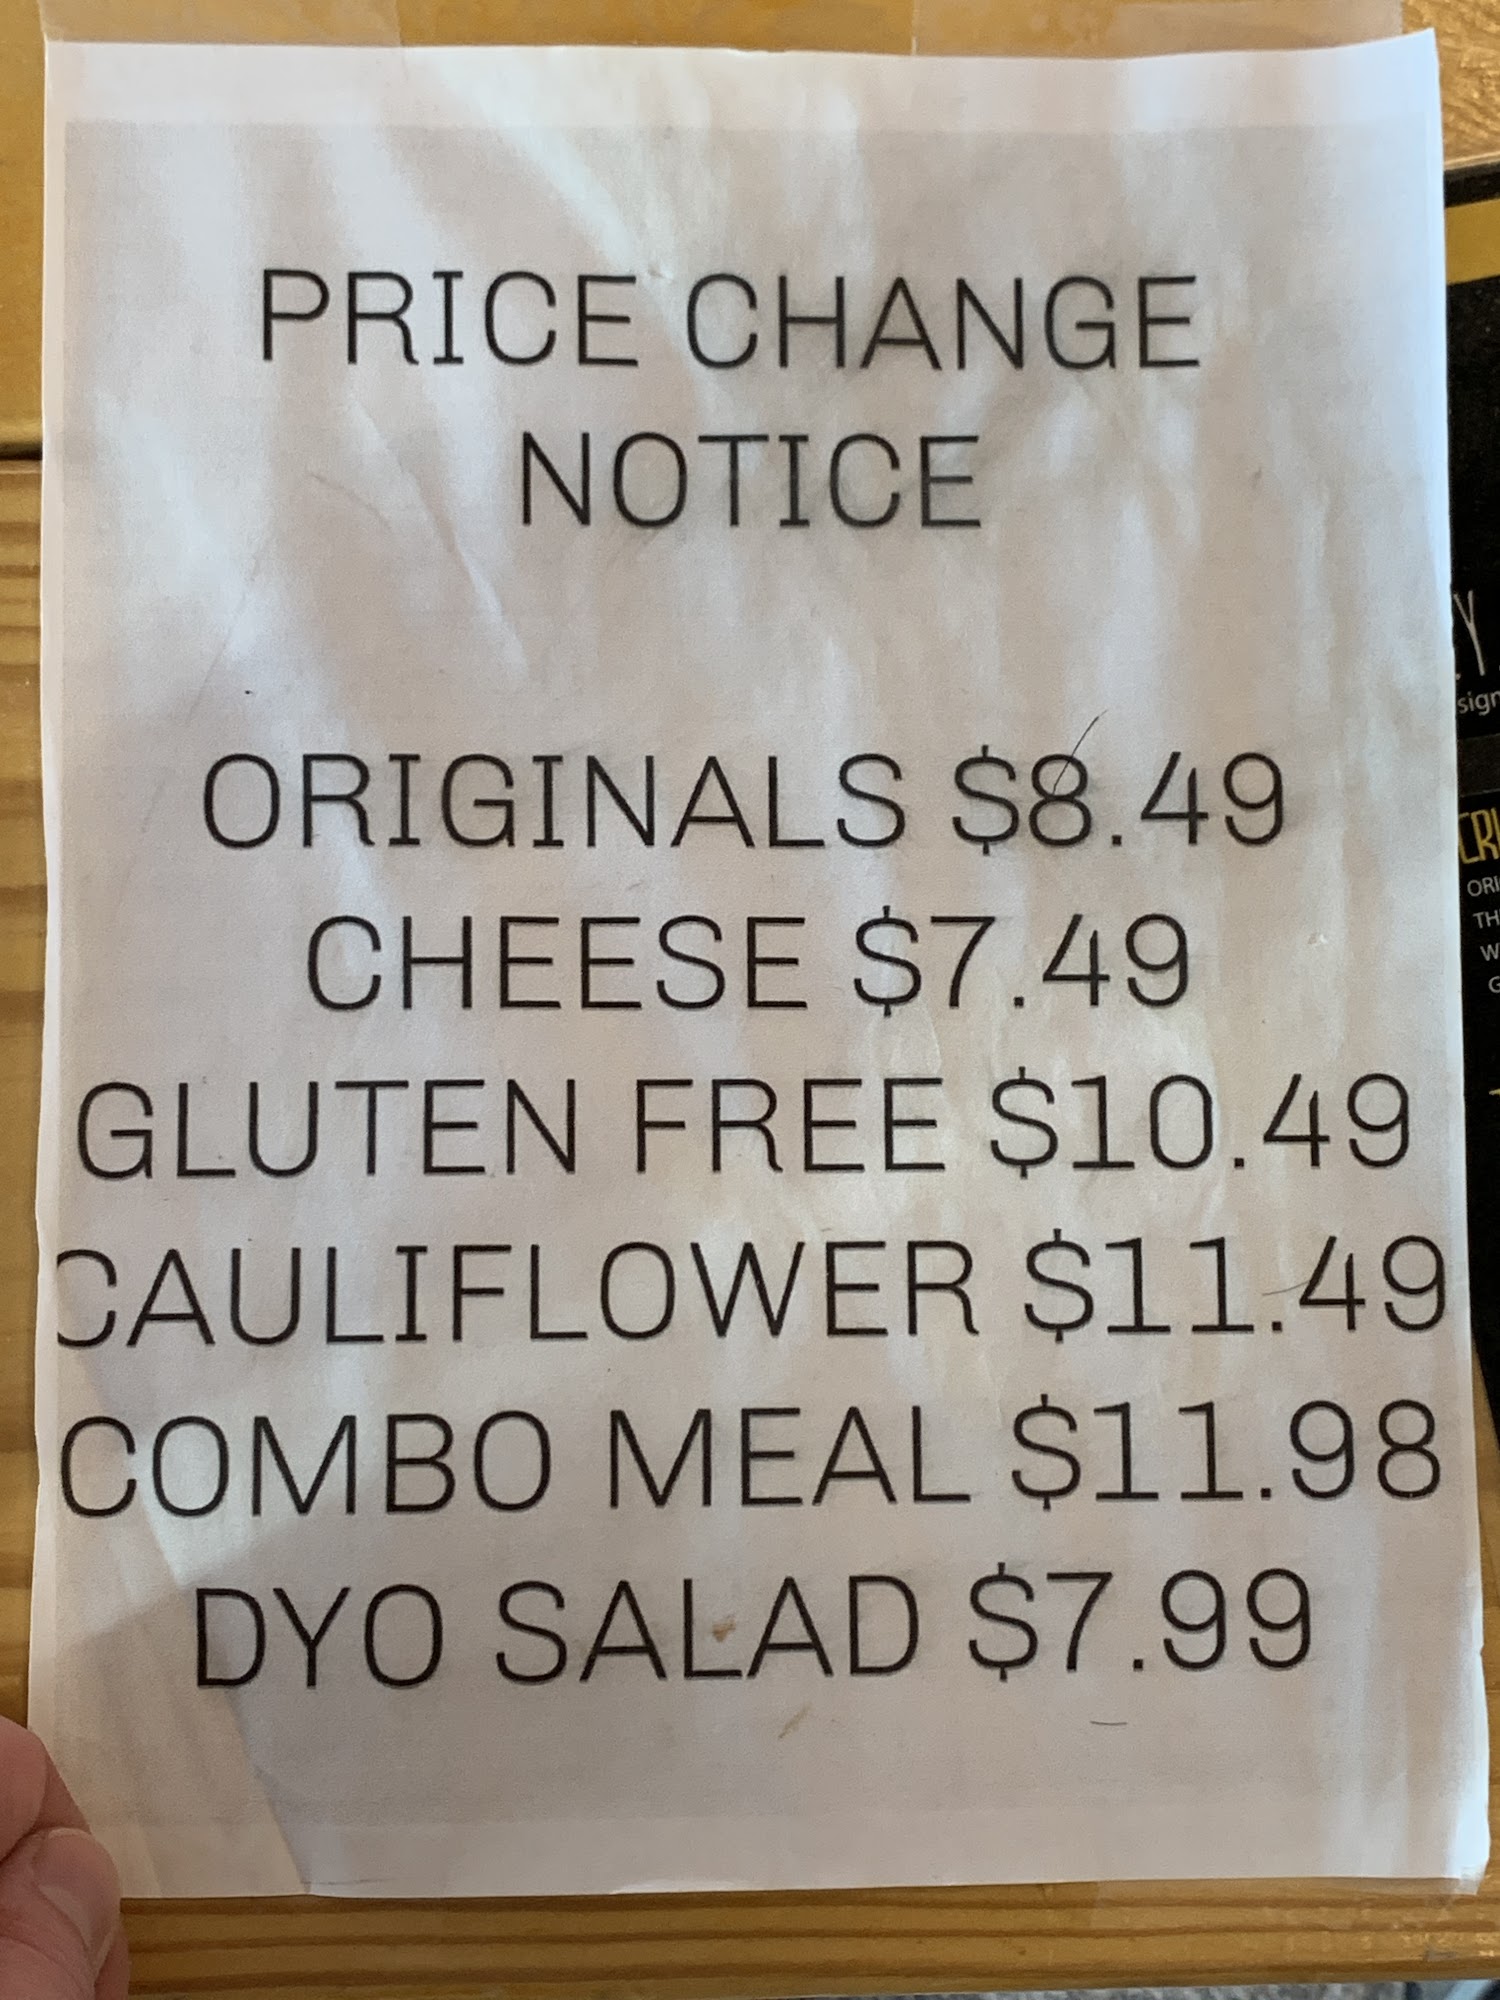 PRICE CHANGE
NOTICE
ORIGINALS $8.49
CHEESE $7.49
GLUTEN FREE $10.49
CAULIFLOWER $11.49
COMBO MEAL $11.98
DYO SALAD $7.99